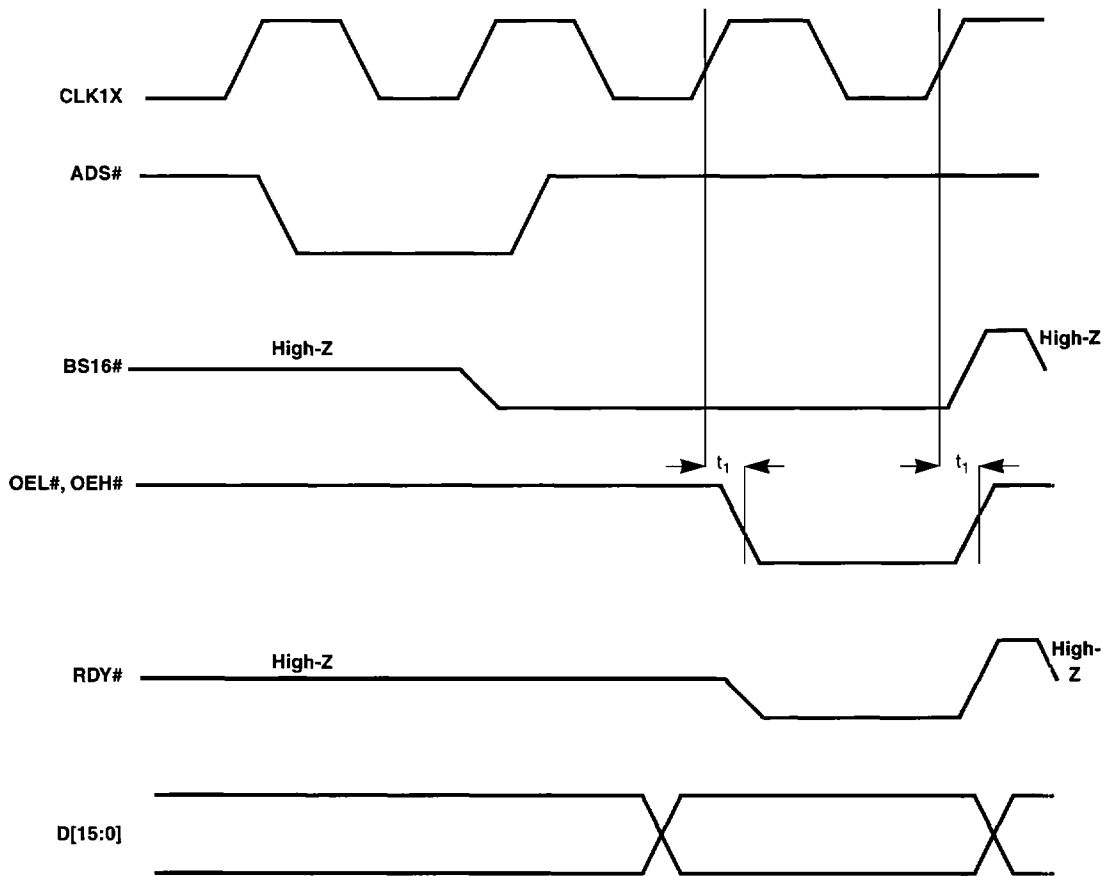 CLK1X
ADS#
High-Z
High-Z
BS16#
t1
t1
OEL#, OEH#
High-Z
High-
Z
RDY#
D[15:0]